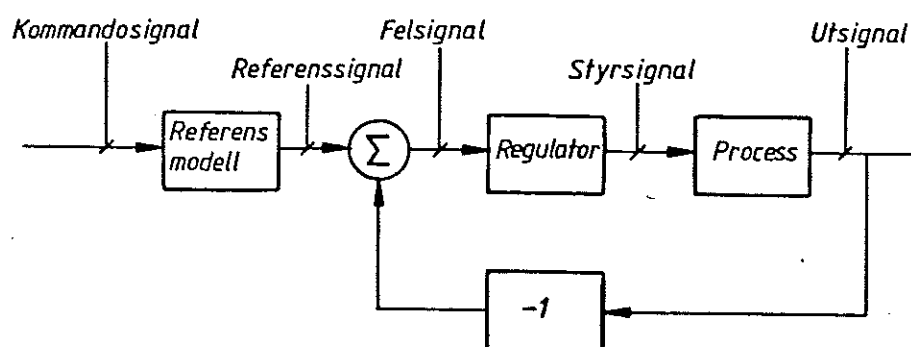 Kommandosignal
Felsignal
Utsignal
Referenssignal
Styrsignal
Referens
modell
Σ
Regulator
Process
-1